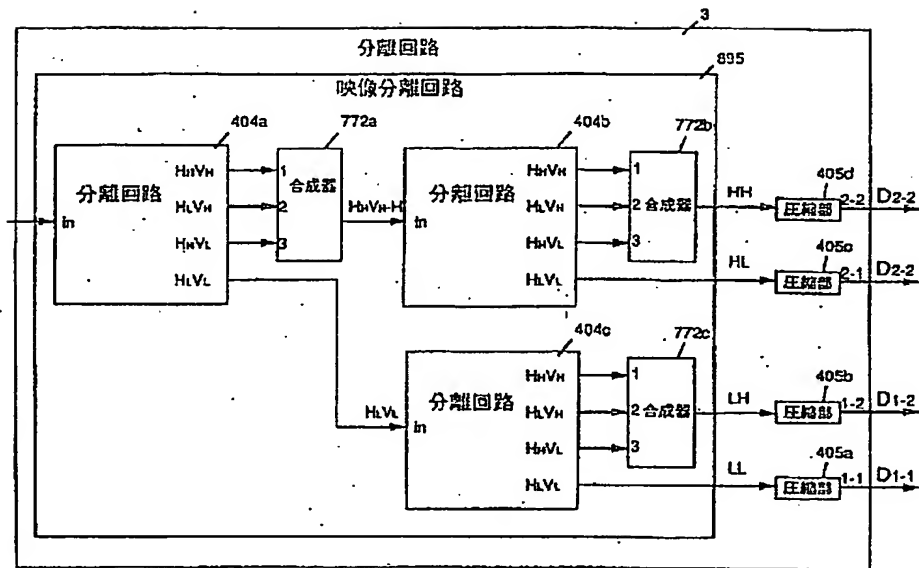 3
分離回路
895
映像分離回路
404a
772a
404b
772b
分離回路
HHVH
HLVH
HHVL
HLVL
in
1
2
3
合成器
HHVH-H
分離回路
HHVH
HLVH
HHVL
HLVL
in
1
2
3
合成器
HH
405d
圧縮部
2-2
D2-2
HL
405c
圧縮部
2-1
D2-2
404c
772c
HLVL
分離回路
HHVH
HLVH
HHVL
HLVL
in
1
2
3
合成器
LH
405b
圧縮部
1-2
D1-2
LL
405a
圧縮部
1-1
D1-1